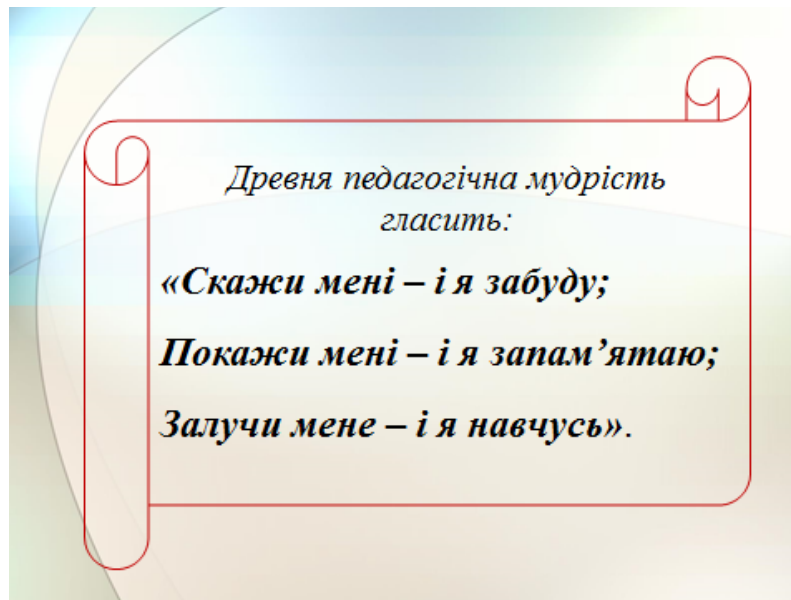 Древня педагогічна мудрість
гласить:
«Скажи мені – і я забуду;
Покажи мені – і я запам’ятаю;
Залучи мене – і я навчусь».